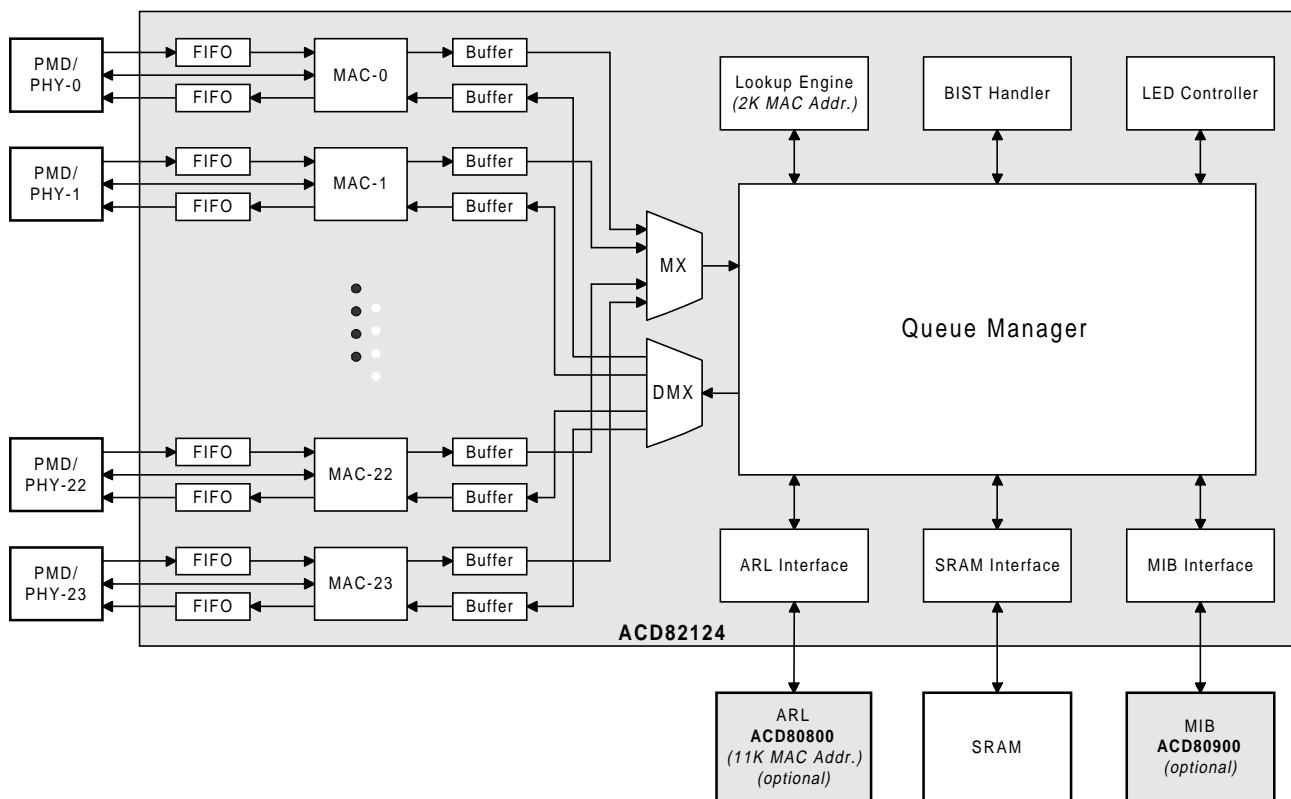 PMD/
PHY-0
FIFO
FIFO
MAC-0
Buffer
Buffer
PMD/
PHY-1
FIFO
FIFO
MAC-1
Buffer
Buffer
PMD/
PHY-22
FIFO
FIFO
MAC-22
Buffer
Buffer
PMD/
PHY-23
FIFO
FIFO
MAC-23
Buffer
Buffer
MX
DMX
Lookup Engine
(2K MAC Addr.)
BIST Handler
LED Controller
Queue Manager
ARL Interface
SRAM Interface
MIB Interface
ACD82124
ARL
ACD80800
(11K MAC Addr.)
(optional)
SRAM
MIB
ACD80900
(optional)